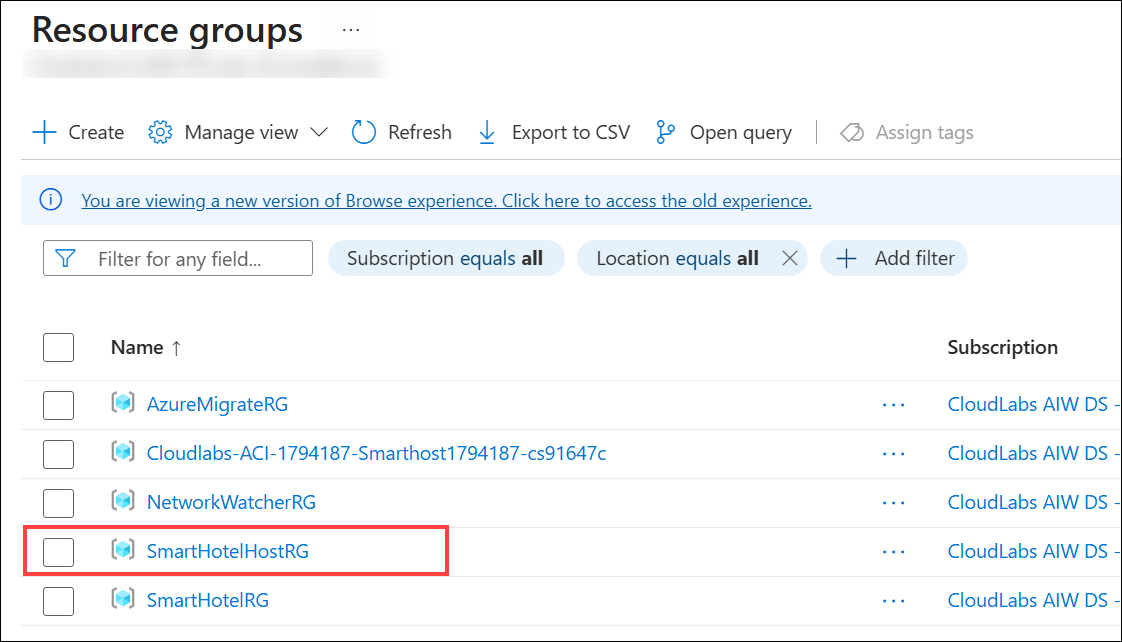 Resource groups ...
Create Manage view Refresh Export to CSV Open query Assign tags
You are viewing a new version of Browse experience. Click here to access the old experience.
Filter for any field... Subscription equals all Location equals all Add filter
Name ↑ Subscription
AzureMigrateRG ... CloudLabs AIW DS -
Cloudlabs-ACI-1794187-Smarthost1794187-cs91647c ... CloudLabs AIW DS -
NetworkWatcherRG ... CloudLabs AIW DS -
SmartHotelHostRG ... CloudLabs AIW DS -
SmartHotelRG ... CloudLabs AIW DS -